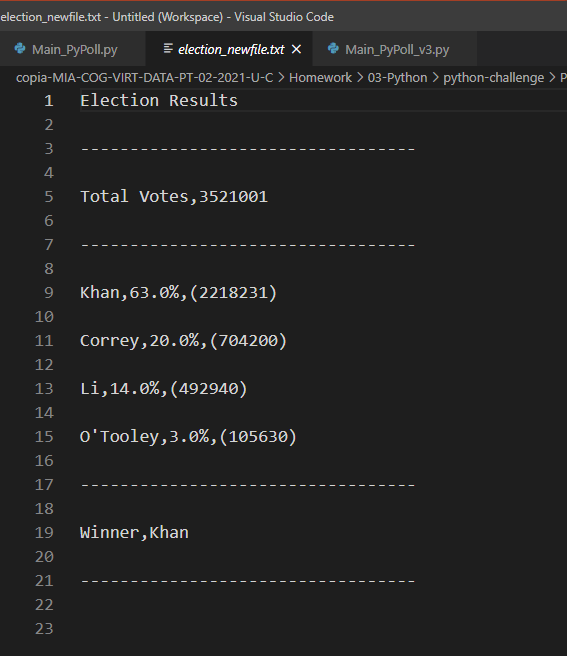 election_newfile.txt - Untitled (Workspace) - Visual Studio Code
Main_PyPoll.py election_newfile.txt × Main_PyPoll_v3.py
copia-MIA-COG-VIRT-DATA-PT-02-2021-U-C > Homework > 03-Python > python-challenge > P
1 Election Results
2
3 ----------------------------------
4
5 Total Votes,3521001
6
7 ----------------------------------
8
9 Khan,63.0%,(2218231)
10
11 Correy,20.0%,(704200)
12
13 Li,14.0%,(492940)
14
15 O'Tooley,3.0%,(105630)
16
17 ----------------------------------
18
19 Winner,Khan
20
21 ----------------------------------
22
23